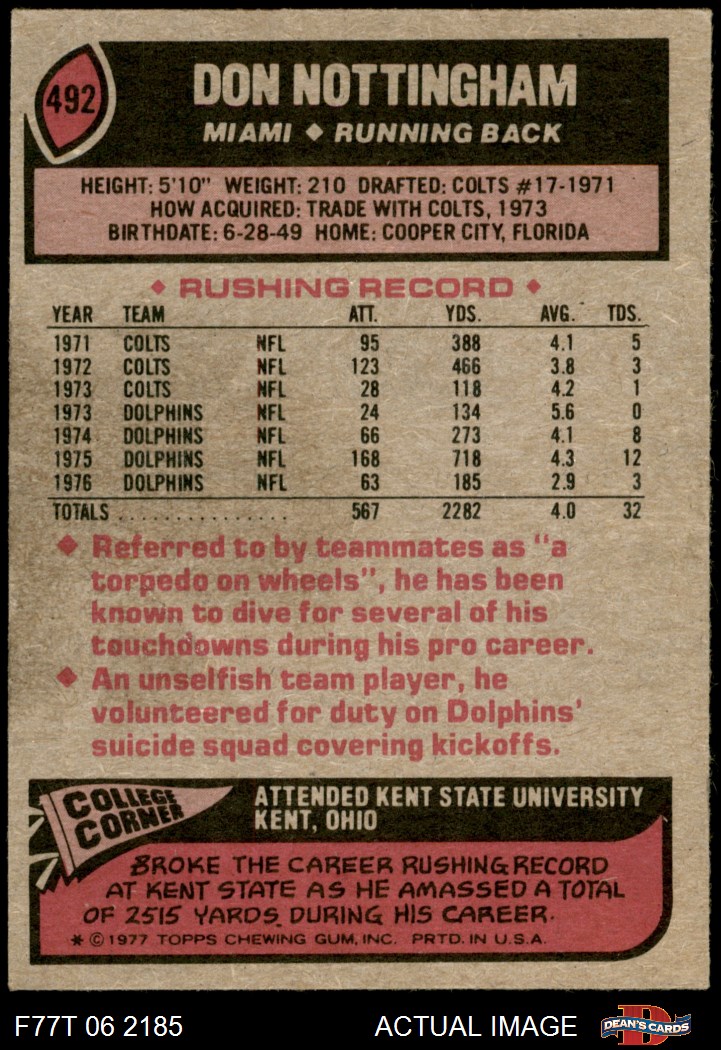 492
DON NOTTINGHAM
MIAMI ◆ RUNNING BACK
HEIGHT: 5'10" WEIGHT: 210 DRAFTED: COLTS #17-1971
HOW ACQUIRED: TRADE WITH COLTS, 1973
BIRTHDATE: 6-28-49 HOME: COOPER CITY, FLORIDA
◆ RUSHING RECORD ◆
YEAR TEAM ATT. YDS. AVG. TDS.
1971 COLTS NFL 95 388 4.1 5
1972 COLTS NFL 123 466 3.8 3
1973 COLTS NFL 28 118 4.2 1
1973 DOLPHINS NFL 24 134 5.6 0
1974 DOLPHINS NFL 66 273 4.1 8
1975 DOLPHINS NFL 168 718 4.3 12
1976 DOLPHINS NFL 63 185 2.9 3
TOTALS ................ 567 2282 4.0 32
◆ Referred to by teammates as "a
torpedo on wheels", he has been
known to dive for several of his
touchdowns during his pro career.
◆ An unselfish team player, he
volunteered for duty on Dolphins'
suicide squad covering kickoffs.
COLLEGE
CORNER
ATTENDED KENT STATE UNIVERSITY
KENT, OHIO
BROKE THE CAREER RUSHING RECORD
AT KENT STATE AS HE AMASSED A TOTAL
OF 2515 YARDS DURING HIS CAREER.
* © 1977 TOPPS CHEWING GUM, INC. PRTD. IN U.S.A.
F77T 06 2185 ACTUAL IMAGE D DEAN'S CARDS